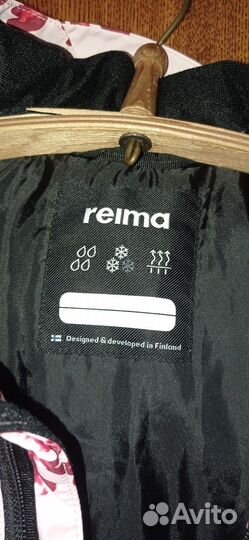 reima
Designed & developed in Finland
Avito